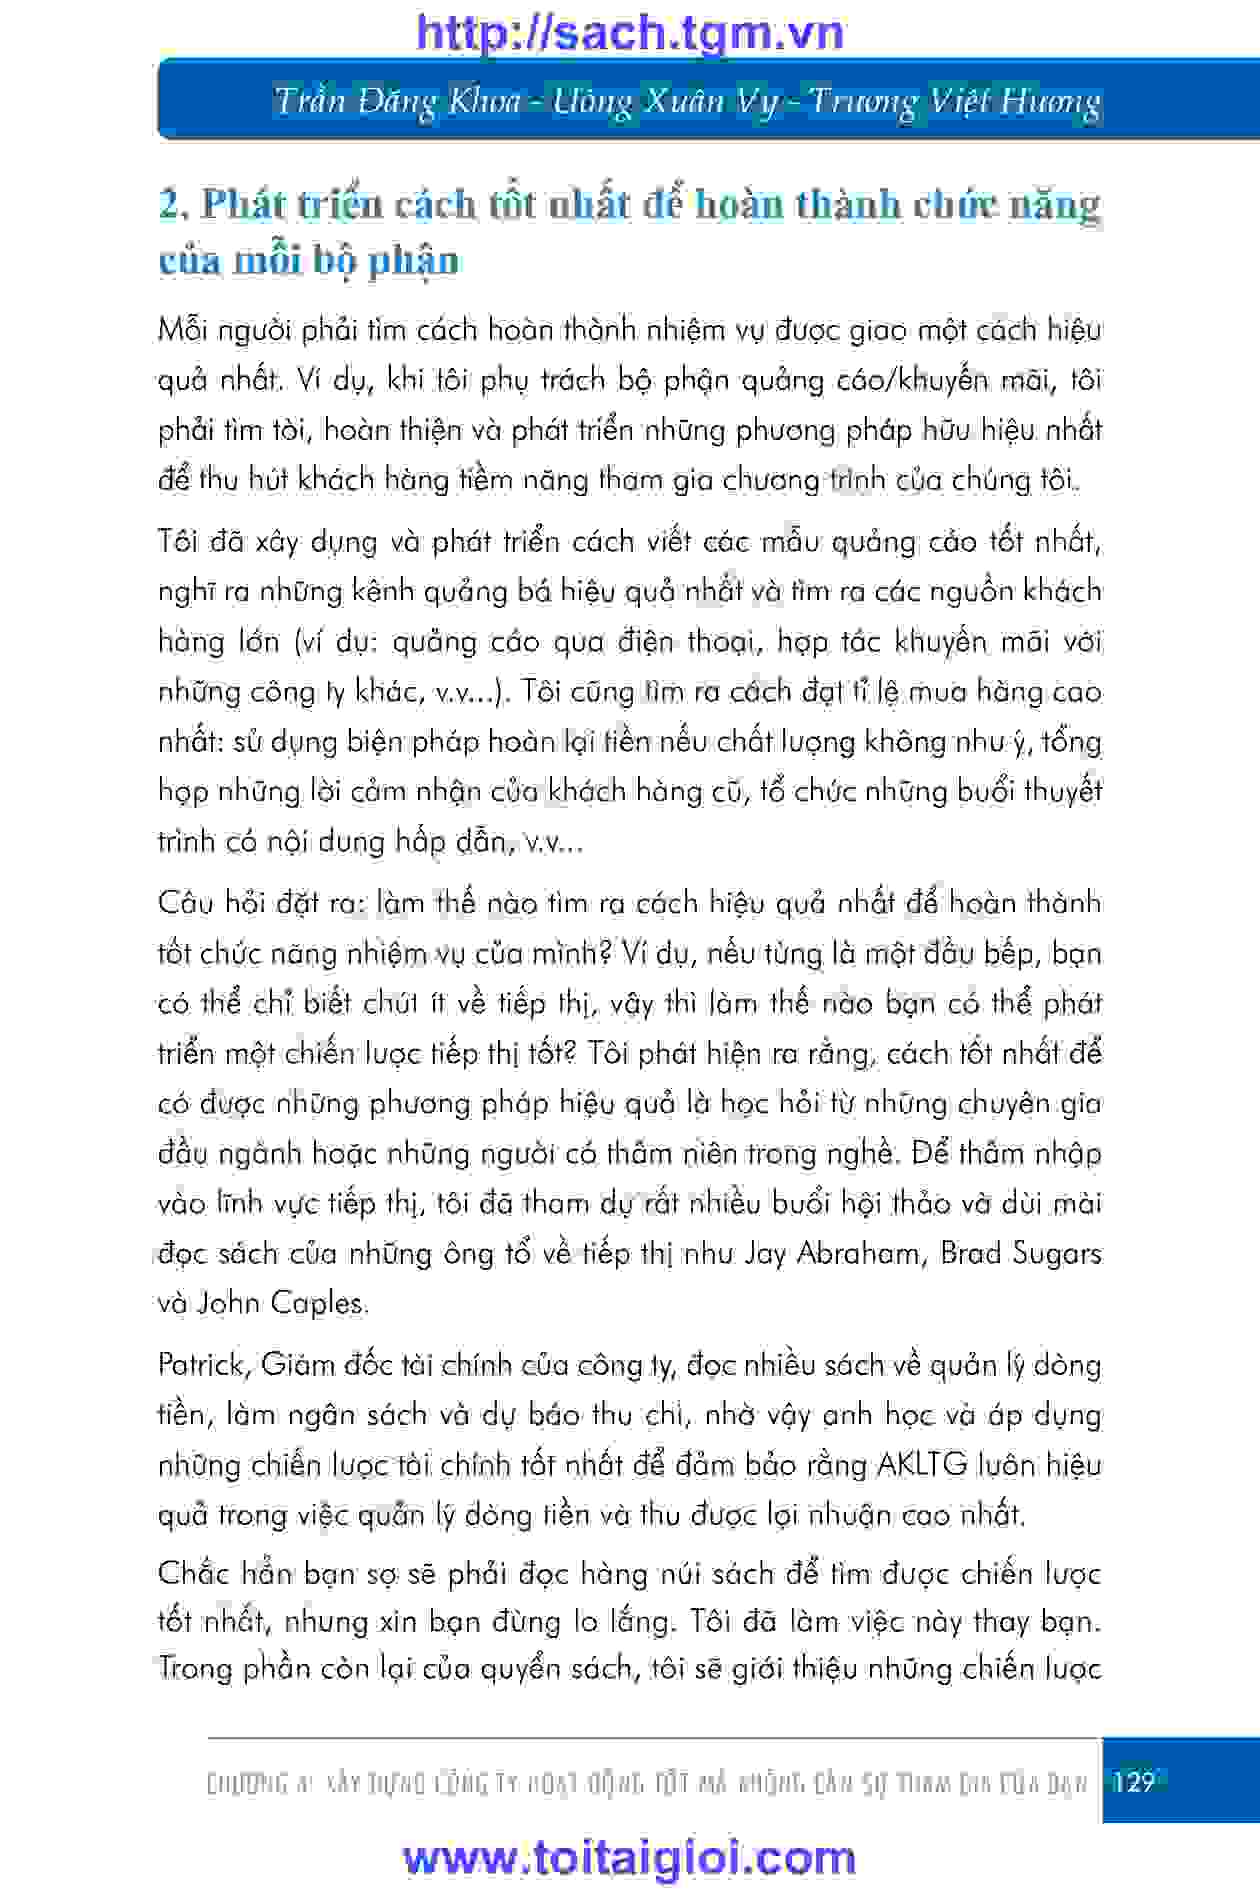 http://sach.tgm.vn
Trần Đăng Khoa - Uông Xuân Vy - Trương Việt Hương
2. Phát triển cách tốt nhất để hoàn thành chức năng
của mỗi bộ phận
Mỗi người phải tìm cách hoàn thành nhiệm vụ được giao một cách hiệu
quả nhất. Ví dụ, khi tôi phụ trách bộ phận quảng cáo/khuyến mãi, tôi
phải tìm tòi, hoàn thiện và phát triển những phương pháp hữu hiệu nhất
để thu hút khách hàng tiềm năng tham gia chương trình của chúng tôi.
Tôi đã xây dựng và phát triển cách viết các mẫu quảng cáo tốt nhất,
nghĩ ra những kênh quảng bá hiệu quả nhất và tìm ra các nguồn khách
hàng lớn (ví dụ: quảng cáo qua điện thoại, hợp tác khuyến mãi với
những công ty khác, v.v...). Tôi cũng tìm ra cách đạt tỉ lệ mua hàng cao
nhất: sử dụng biện pháp hoàn lại tiền nếu chất lượng không như ý, tổng
hợp những lời cảm nhận của khách hàng cũ, tổ chức những buổi thuyết
trình có nội dung hấp dẫn, v.v...
Câu hỏi đặt ra: làm thế nào tìm ra cách hiệu quả nhất để hoàn thành
tốt chức năng nhiệm vụ của mình? Ví dụ, nếu từng là một đầu bếp, bạn
có thể chỉ biết chút ít về tiếp thị, vậy thì làm thế nào bạn có thể phát
triển một chiến lược tiếp thị tốt? Tôi phát hiện ra rằng, cách tốt nhất để
có được những phương pháp hiệu quả là học hỏi từ những chuyên gia
đầu ngành hoặc những người có thâm niên trong nghề. Để thâm nhập
vào lĩnh vực tiếp thị, tôi đã tham dự rất nhiều buổi hội thảo và dùi mài
đọc sách của những ông tổ về tiếp thị như Jay Abraham, Brad Sugars
và John Caples.
Patrick, Giám đốc tài chính của công ty, đọc nhiều sách về quản lý dòng
tiền, làm ngân sách và dự báo thu chi, nhờ vậy anh học và áp dụng
những chiến lược tài chính tốt nhất để đảm bảo rằng AKLTG luôn hiệu
quả trong việc quản lý dòng tiền và thu được lợi nhuận cao nhất.
Chắc hẳn bạn sợ sẽ phải đọc hàng núi sách để tìm được chiến lược
tốt nhất, nhưng xin bạn đừng lo lắng. Tôi đã làm việc này thay bạn.
Trong phần còn lại của quyển sách, tôi sẽ giới thiệu những chiến lược
CHƯƠNG 4: XÂY DỰNG CÔNG TY HOẠT ĐỘNG TỐT MÀ KHÔNG CẦN SỰ THAM GIA CỦA BẠN 129
www.toitaigioi.com